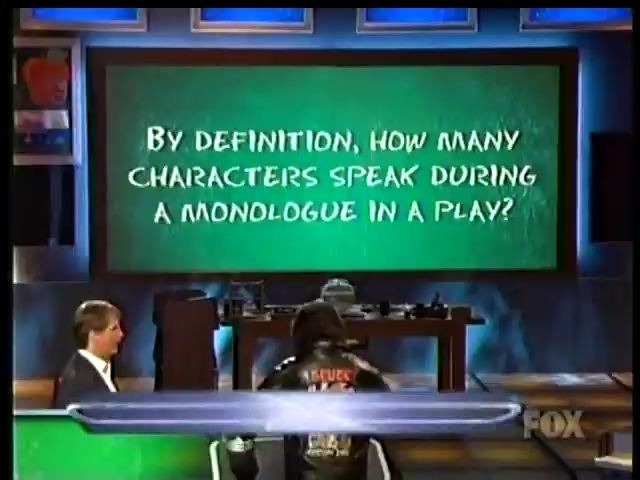 BY DEFINITION, HOW MANY
CHARACTERS SPEAK DURING
A MONOLOGUE IN A PLAY?
FOX